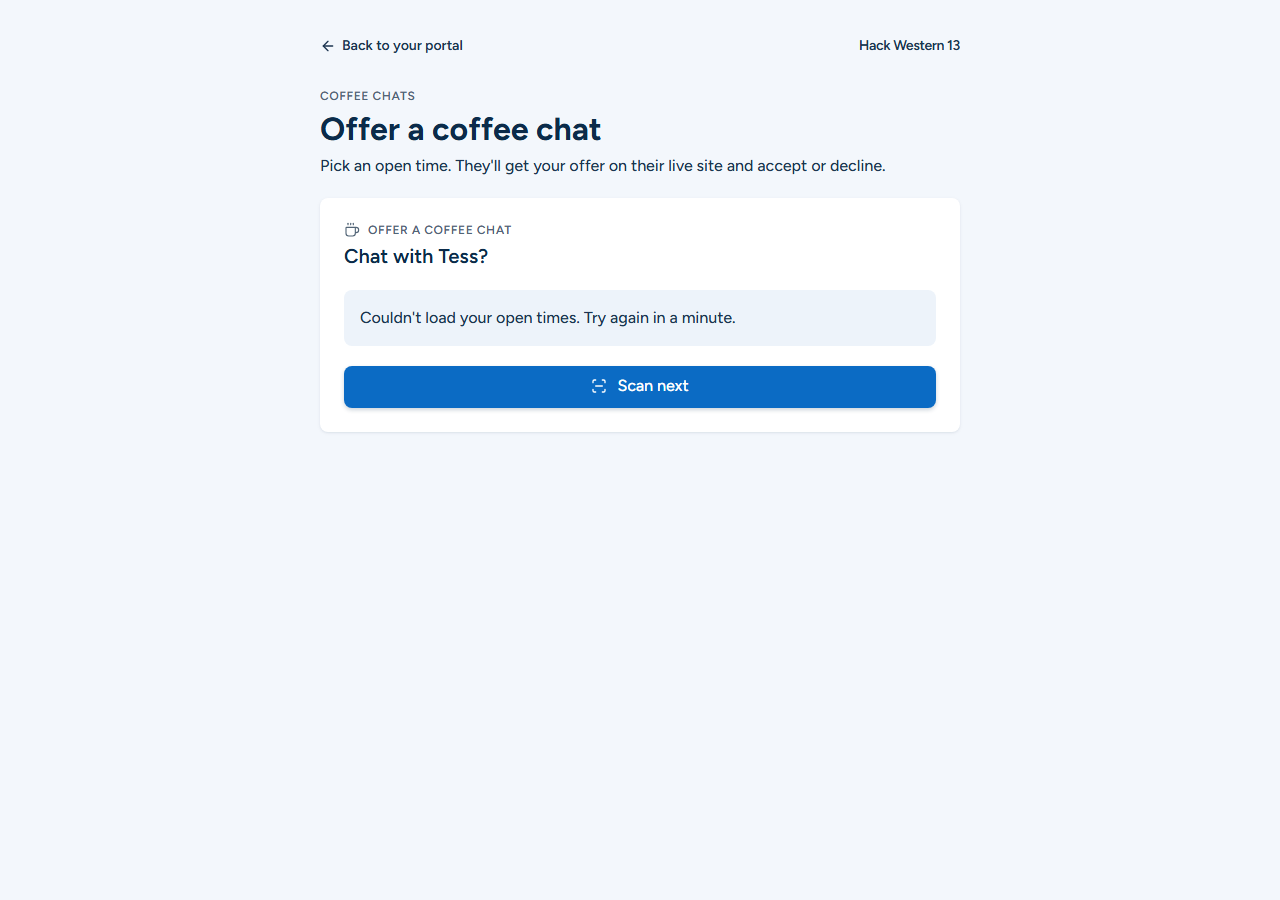 Back to your portal
Hack Western 13
COFFEE CHATS
Offer a coffee chat
Pick an open time. They'll get your offer on their live site and accept or decline.
OFFER A COFFEE CHAT
Chat with Tess?
Couldn't load your open times. Try again in a minute.
Scan next